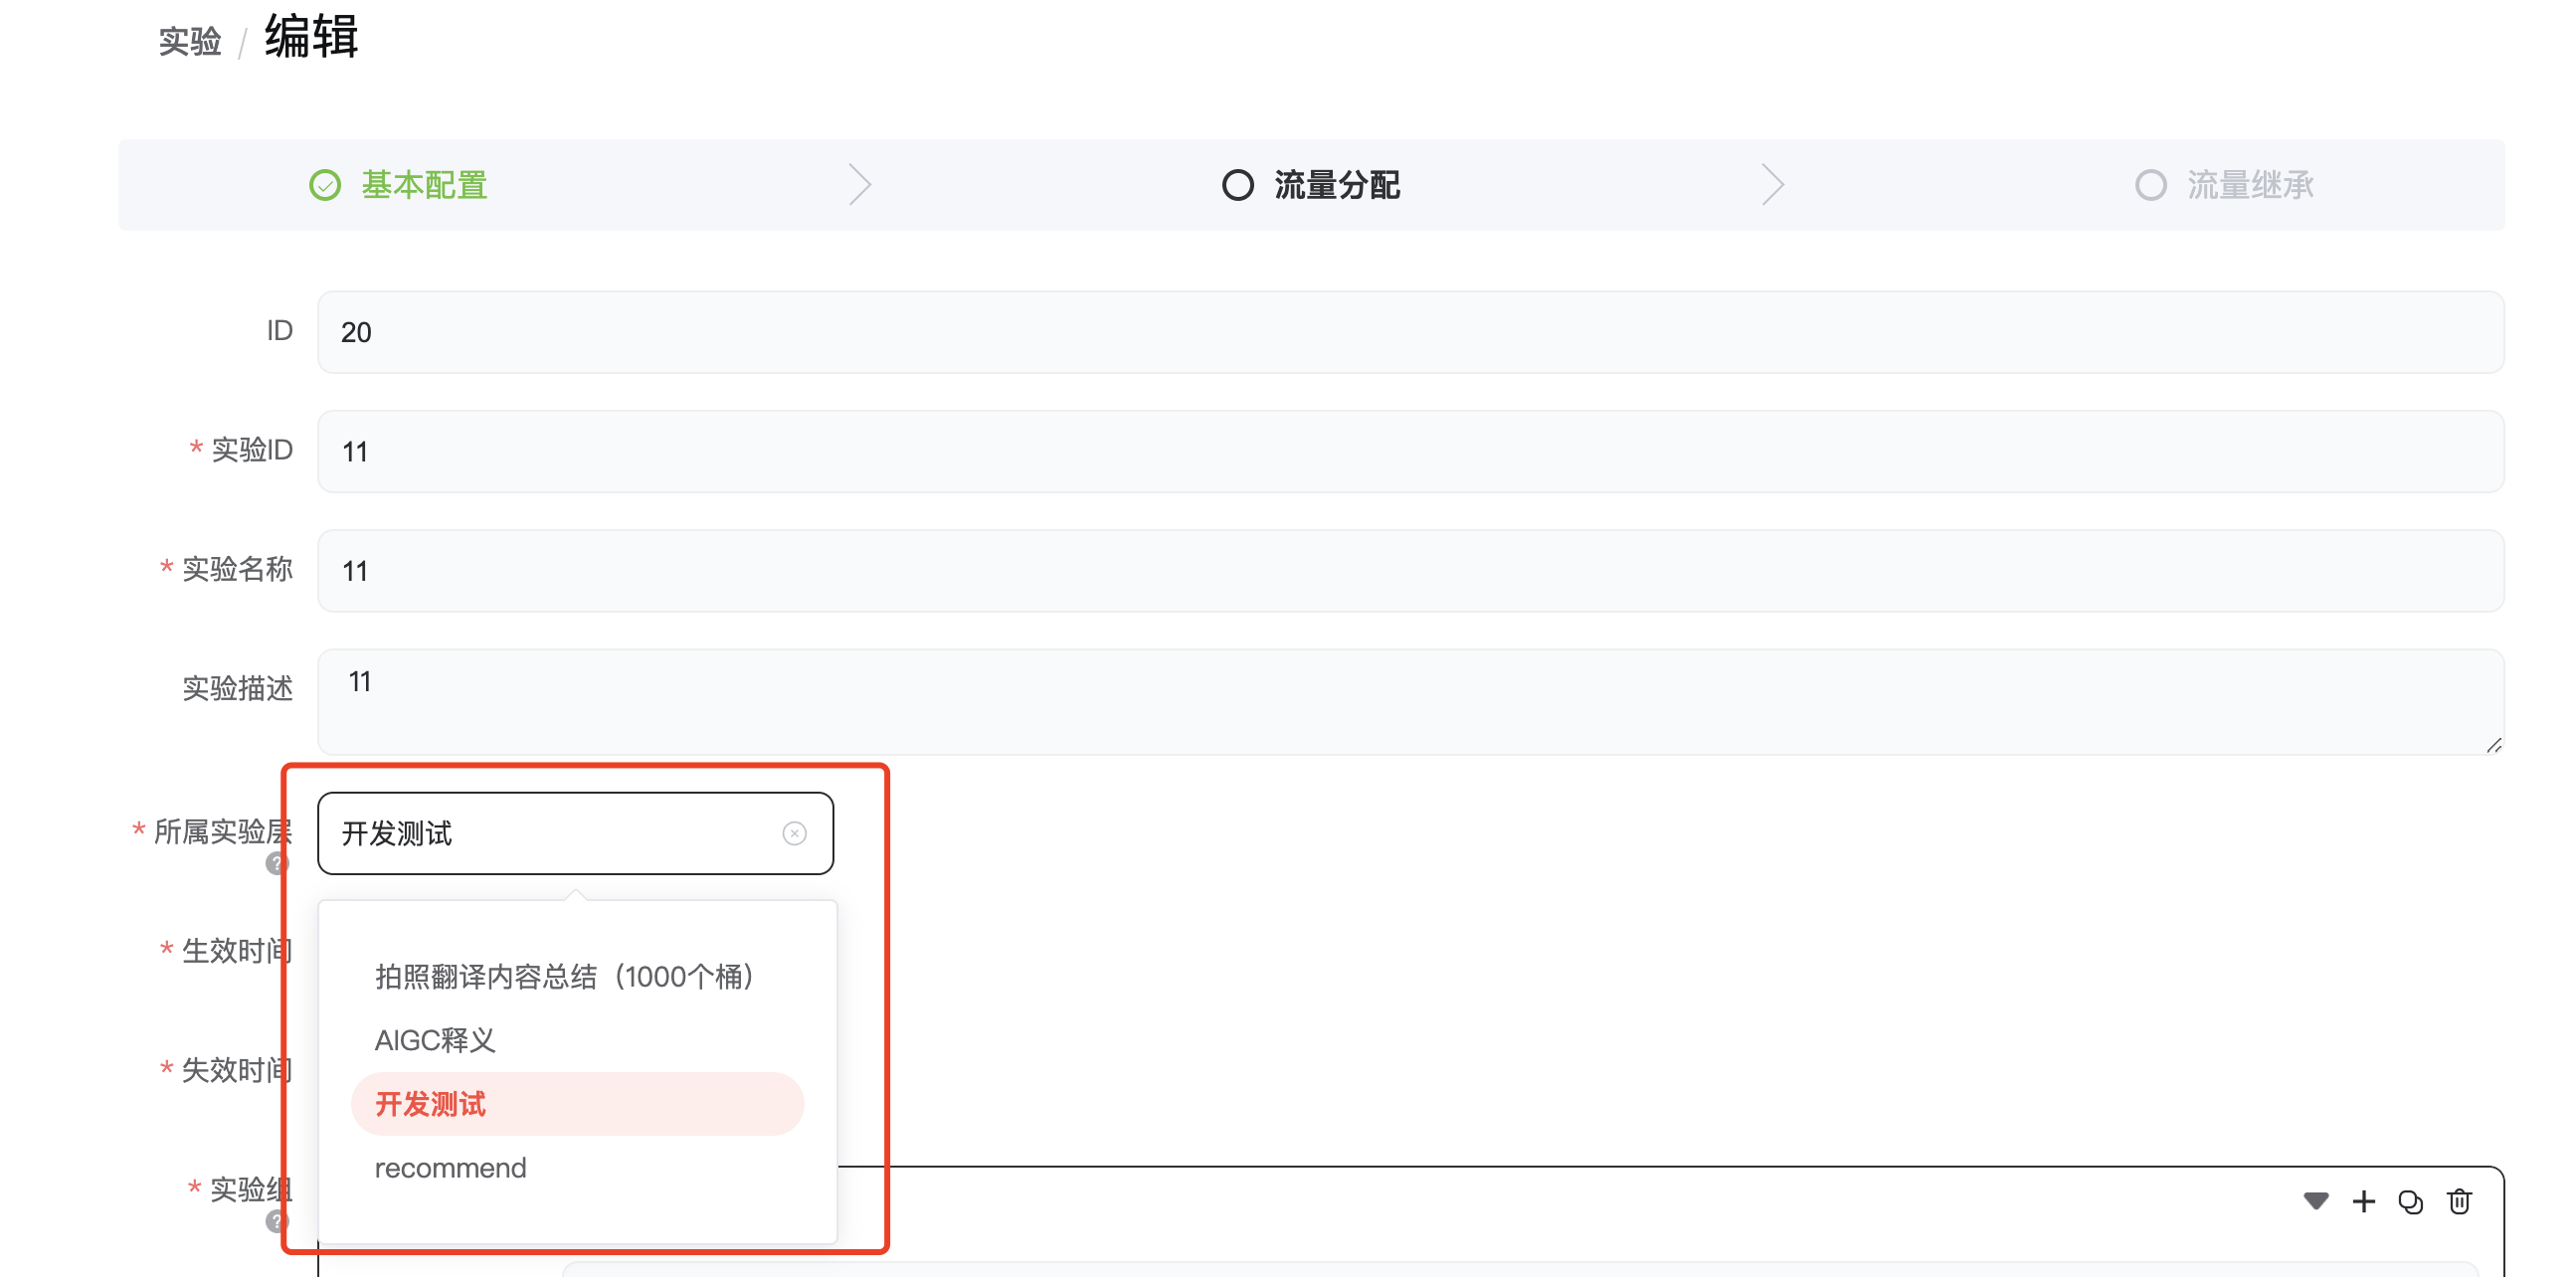 实验 / 编辑
基本配置
流量分配
流量继承
ID
20
* 实验ID
11
* 实验名称
11
实验描述
11
* 所属实验层
?
开发测试
拍照翻译内容总结（1000个桶）
AIGC释义
开发测试
recommend
* 生效时间
* 失效时间
* 实验组
?